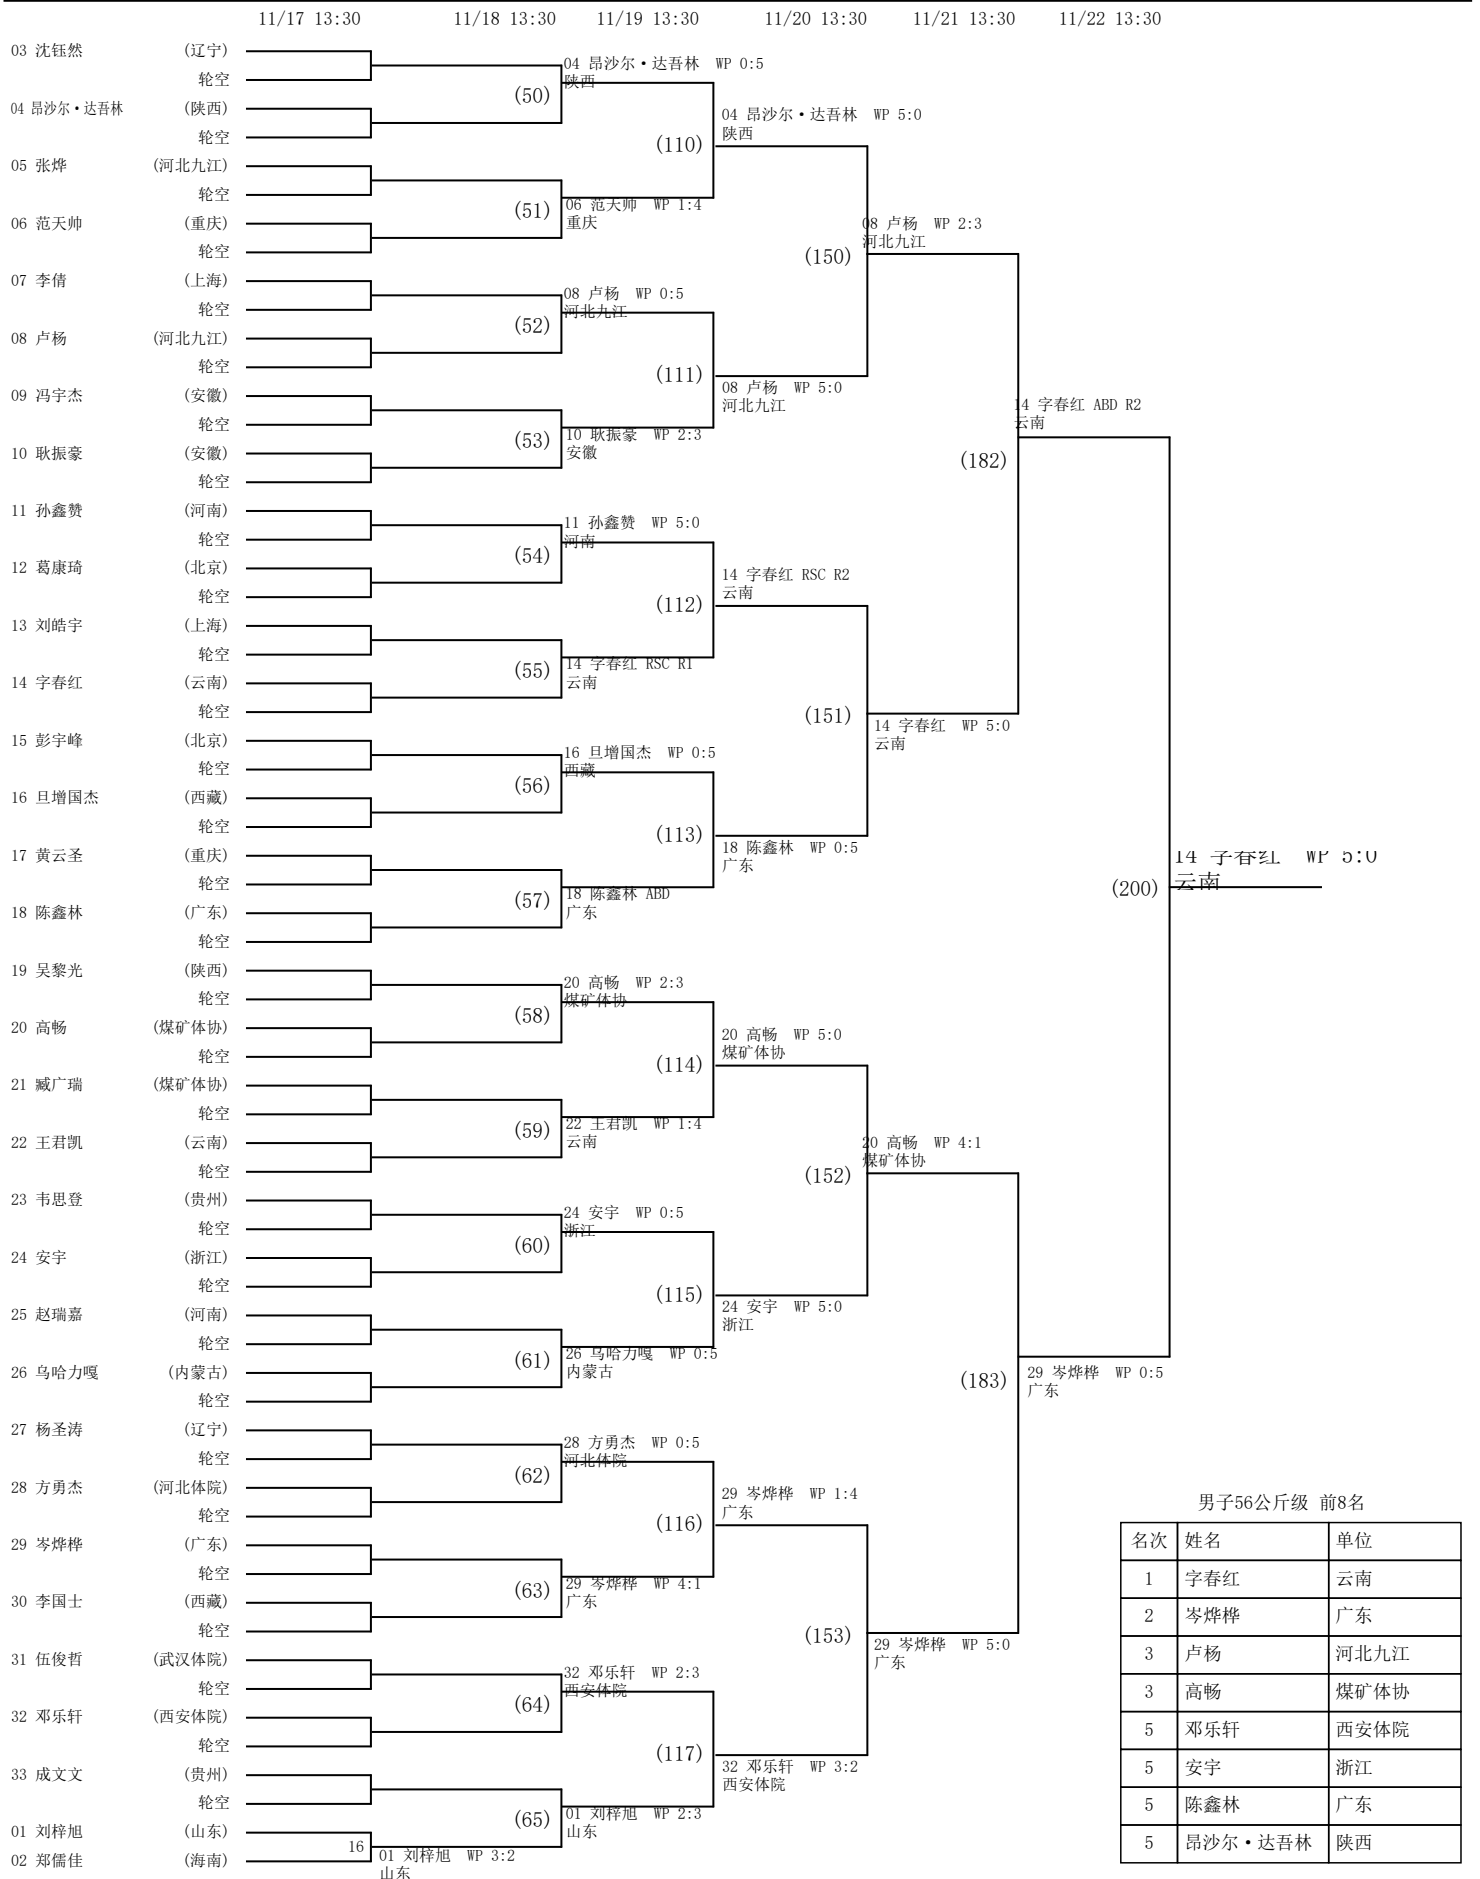 11/17 13:30 11/18 13:30 11/19 13:30 11/20 13:30 11/21 13:30 11/22 13:30
03 沈钰然 (辽宁)
轮空
04 昂沙尔·达吾林 (陕西)
轮空
05 张烨 (河北九江)
轮空
06 范天帅 (重庆)
轮空
07 李倩 (上海)
轮空
08 卢杨 (河北九江)
轮空
09 冯宇杰 (安徽)
轮空
10 耿振豪 (安徽)
轮空
11 孙鑫赞 (河南)
轮空
12 葛康琦 (北京)
轮空
13 刘皓宇 (上海)
轮空
14 字春红 (云南)
轮空
15 彭宇峰 (北京)
轮空
16 旦增国杰 (西藏)
轮空
17 黄云圣 (重庆)
轮空
18 陈鑫林 (广东)
轮空
19 吴黎光 (陕西)
轮空
20 高畅 (煤矿体协)
轮空
21 臧广瑞 (煤矿体协)
轮空
22 王君凯 (云南)
轮空
23 韦思登 (贵州)
轮空
24 安宇 (浙江)
轮空
25 赵瑞嘉 (河南)
轮空
26 乌哈力嘎 (内蒙古)
轮空
27 杨圣涛 (辽宁)
轮空
28 方勇杰 (河北体院)
轮空
29 岑烨桦 (广东)
轮空
30 李国士 (西藏)
轮空
31 伍俊哲 (武汉体院)
轮空
32 邓乐轩 (西安体院)
轮空
33 成文文 (贵州)
轮空
01 刘梓旭 (山东)
02 郑儒佳 (海南)
16
01 刘梓旭 WP 3:2
山东
(50)
04 昂沙尔·达吾林 WP 0:5
陕西
(51)
06 范天帅 WP 1:4
重庆
(52)
08 卢杨 WP 0:5
河北九江
(53)
10 耿振豪 WP 2:3
安徽
(54)
11 孙鑫赞 WP 5:0
河南
(55)
14 字春红 RSC R1
云南
(56)
16 旦增国杰 WP 0:5
西藏
(57)
18 陈鑫林 ABD
广东
(58)
20 高畅 WP 2:3
煤矿体协
(59)
22 王君凯 WP 1:4
云南
(60)
24 安宇 WP 0:5
浙江
(61)
26 乌哈力嘎 WP 0:5
内蒙古
(62)
28 方勇杰 WP 0:5
河北体院
(63)
29 岑烨桦 WP 4:1
广东
(64)
32 邓乐轩 WP 2:3
西安体院
(65)
01 刘梓旭 WP 2:3
山东
(110)
04 昂沙尔·达吾林 WP 5:0
陕西
(111)
08 卢杨 WP 5:0
河北九江
(112)
14 字春红 RSC R2
云南
(113)
18 陈鑫林 WP 0:5
广东
(114)
20 高畅 WP 5:0
煤矿体协
(115)
24 安宇 WP 5:0
浙江
(116)
29 岑烨桦 WP 1:4
广东
(117)
32 邓乐轩 WP 3:2
西安体院
(150)
08 卢杨 WP 2:3
河北九江
(151)
14 字春红 WP 5:0
云南
(152)
20 高畅 WP 4:1
煤矿体协
(153)
29 岑烨桦 WP 5:0
广东
(182)
14 字春红 ABD R2
云南
(183)
29 岑烨桦 WP 0:5
广东
(200)
14 字春红 WP 5:0
云南
男子56公斤级 前8名
名次 姓名 单位
1 字春红 云南
2 岑烨桦 广东
3 卢杨 河北九江
3 高畅 煤矿体协
5 邓乐轩 西安体院
5 安宇 浙江
5 陈鑫林 广东
5 昂沙尔·达吾林 陕西